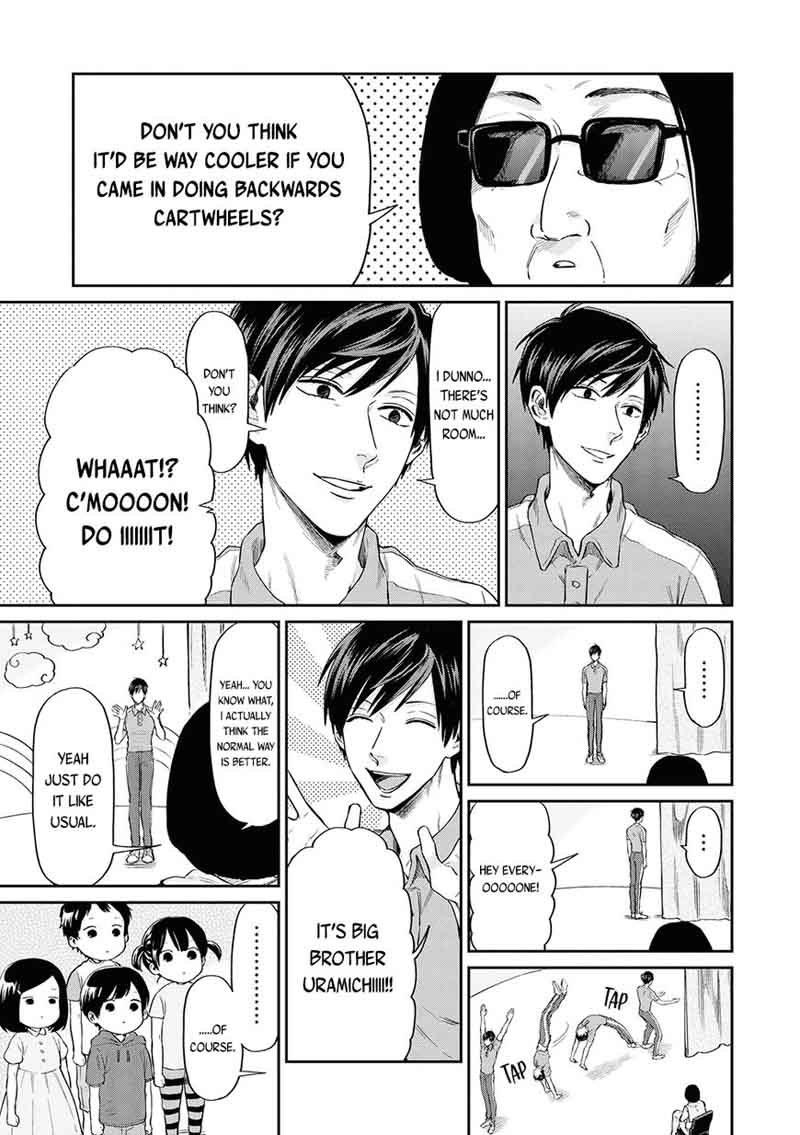 DON'T YOU THINK
IT'D BE WAY COOLER IF YOU
CAME IN DOING BACKWARDS
CARTWHEELS?
......
I DUNNO...
THERE'S
NOT MUCH
ROOM...
DON'T
YOU
THINK?
WHAAAT!?
C'MOOOON!
DO IIIIIIIT!
.....
......OF
COURSE.
....
HEY EVERY-
OOOOONE!
TAP
TAP
IT'S BIG
BROTHER
URAMICHIIIII!!
YEAH... YOU
KNOW WHAT,
I ACTUALLY
THINK THE
NORMAL WAY
IS BETTER.
YEAH
JUST DO
IT LIKE
USUAL.
......
.....OF
COURSE.